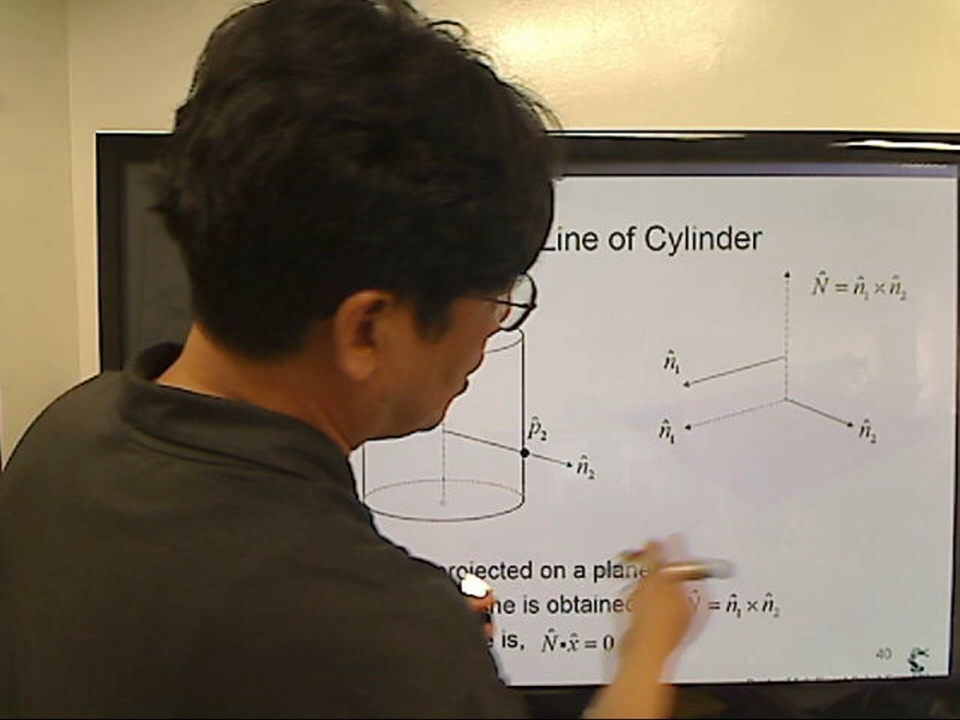 Line of Cylinder
N̂ = n̂₁ × n̂₂
n̂₁
p̂₂
n̂₁
n̂₂
n̂₂
projected on a plane
is obtained
= n̂₁ × n̂₂
is, N̂•x̂ = 0
40